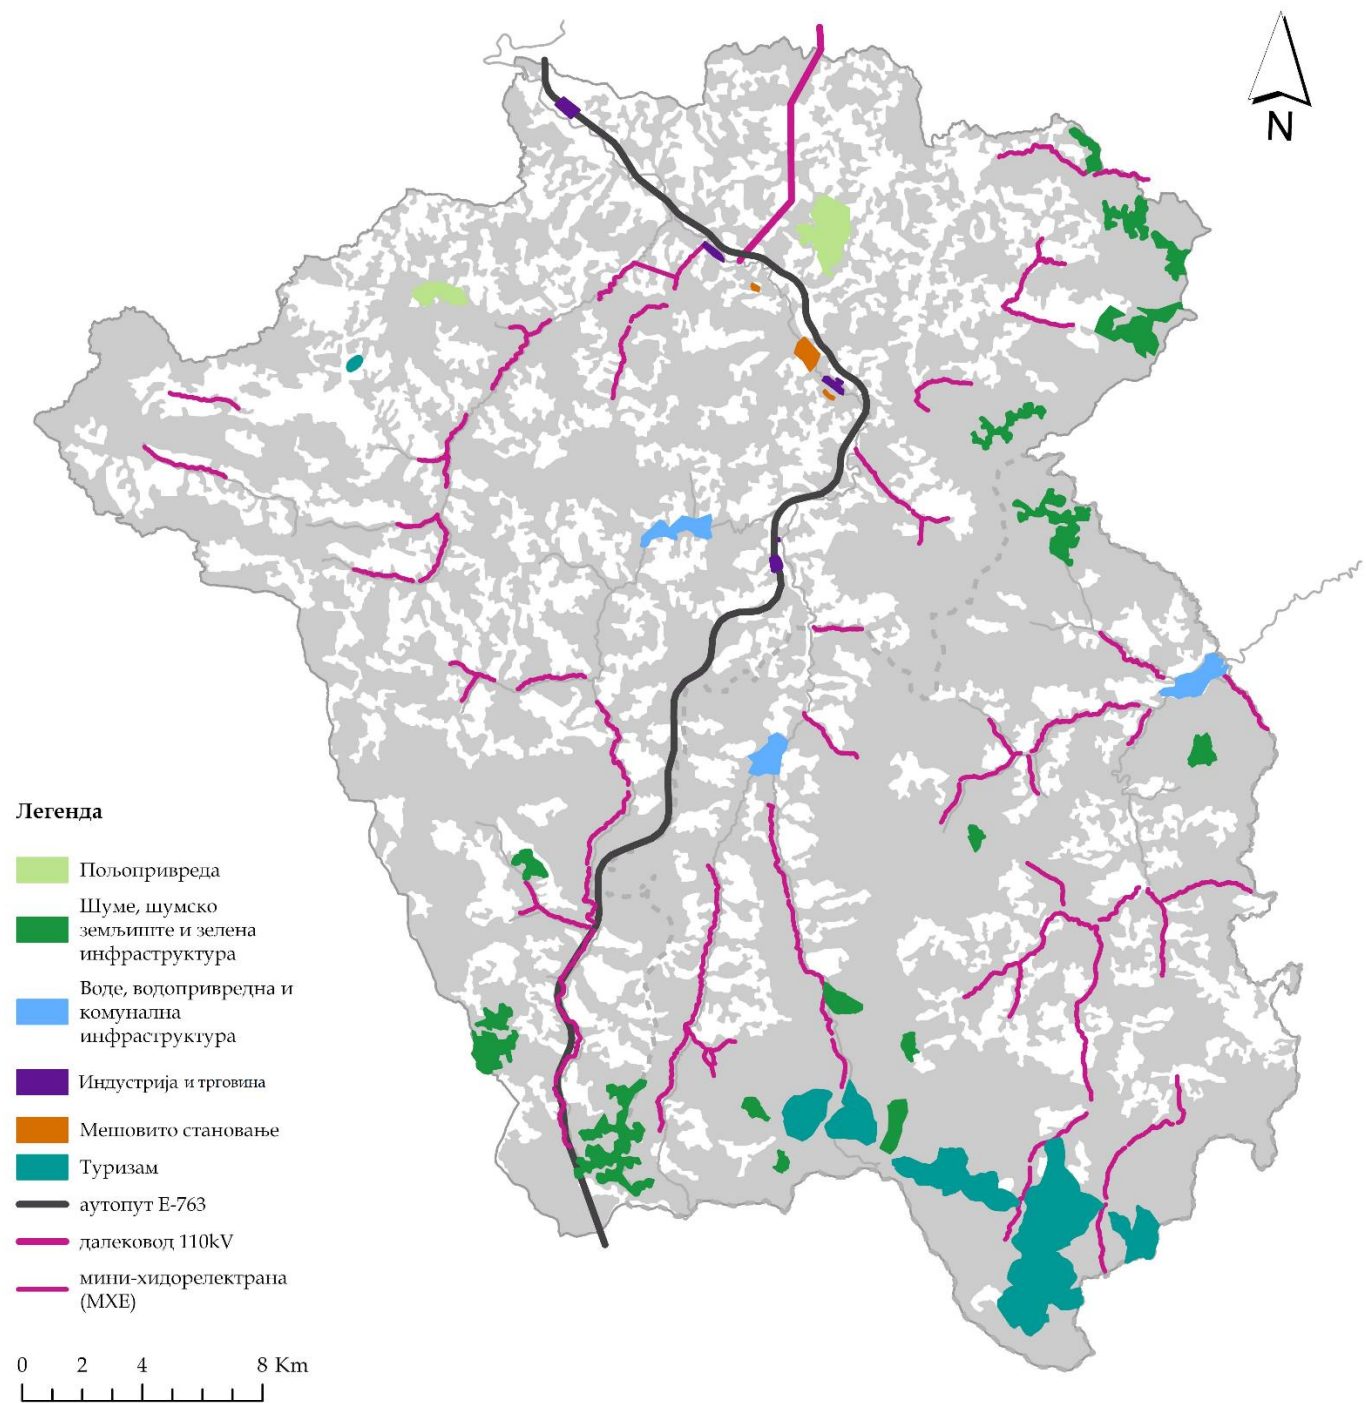 N
Легенда
Пољопривреда
Шуме, шумско
земљиште и зелена
инфраструктура
Воде, водопривредна и
комунална
инфраструктура
Индустрија и трговина
Мешовито становање
Туризам
аутопут Е-763
далековод 110kV
мини-хидорелектрана
(МХЕ)
0 2 4 8 Km